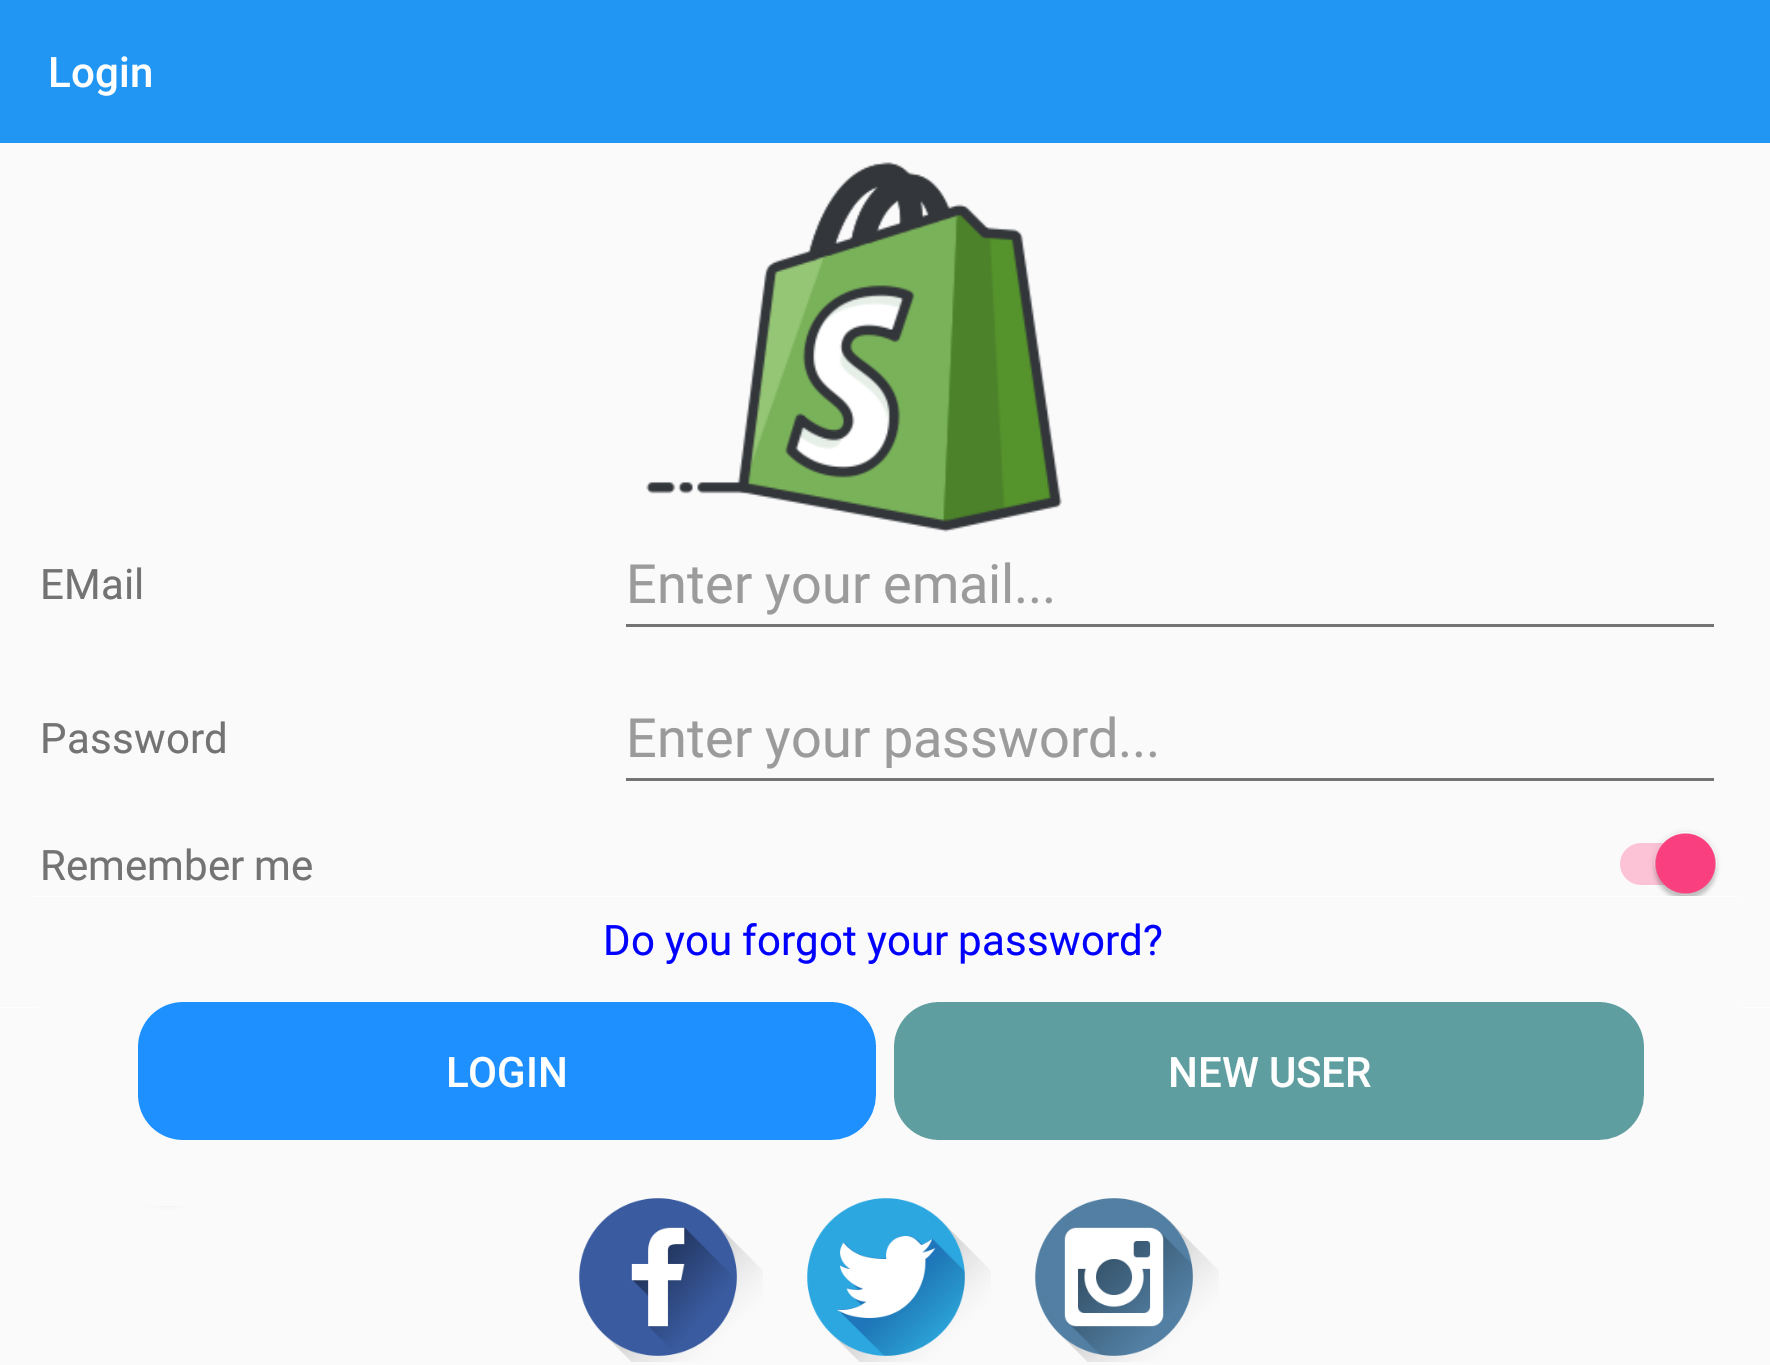 Login
S
EMail
Enter your email...
Password
Enter your password...
Remember me
Do you forgot your password?
LOGIN
NEW USER